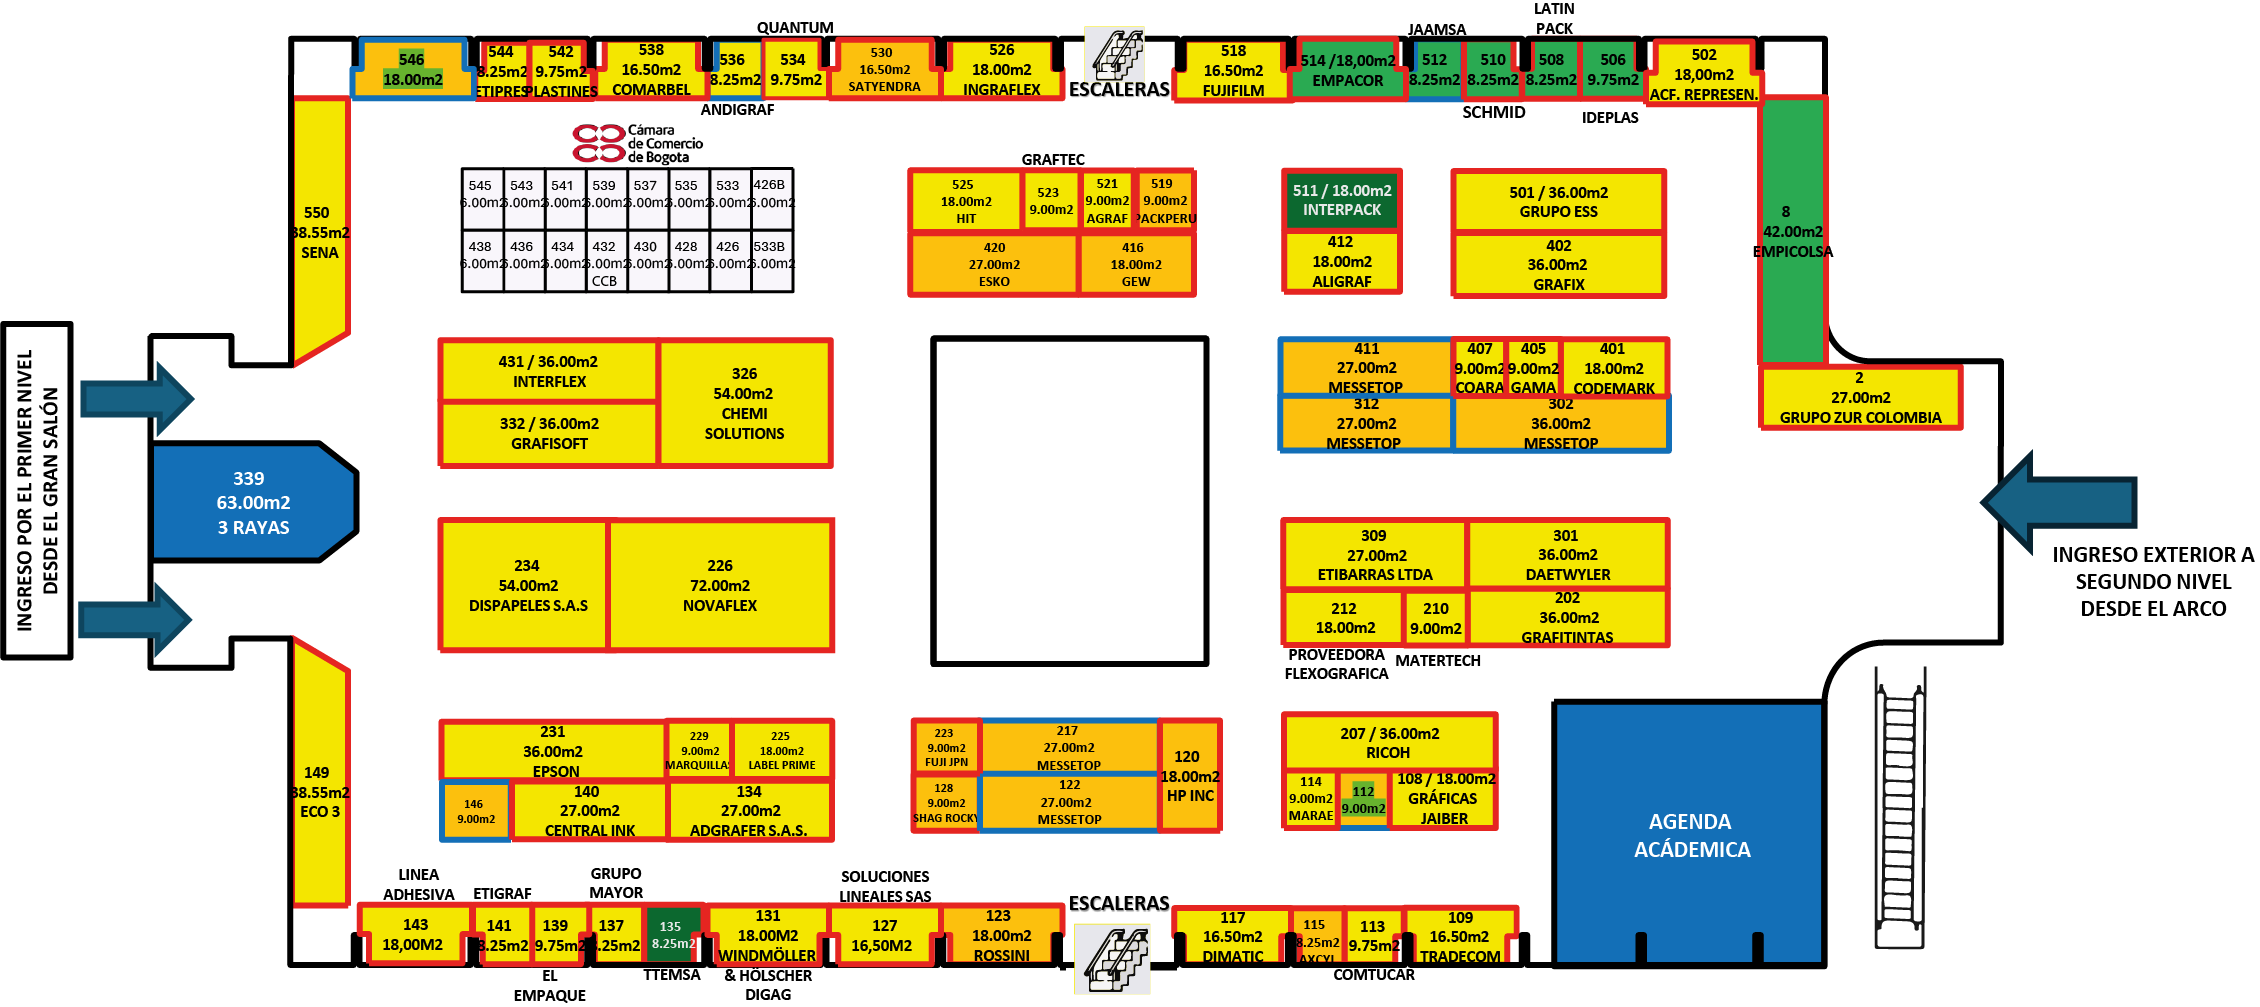 QUANTUM
LATIN
PACK
JAAMSA
546
18.00m2
544
8.25m2
ETIPRES
542
9.75m2
PLASTINES
538
16.50m2
COMARBEL
536
8.25m2
534
9.75m2
ANDIGRAF
530
16.50m2
SATYENDRA
526
18.00m2
INGRAFLEX
ESCALERAS
518
16.50m2
FUJIFILM
514 /18,00m2
EMPACOR
512
8.25m2
510
8.25m2
SCHMID
508
8.25m2
506
9.75m2
IDEPLAS
502
18,00m2
ACF. REPRESEN.
Cámara
de Comercio
de Bogota
545
6.00m2
543
6.00m2
541
6.00m2
539
6.00m2
537
6.00m2
535
6.00m2
533
6.00m2
426B
6.00m2
438
6.00m2
436
6.00m2
434
6.00m2
432
6.00m2
CCB
430
6.00m2
428
6.00m2
426
6.00m2
533B
6.00m2
GRAFTEC
525
18.00m2
HIT
523
9.00m2
521
9.00m2
AGRAF
519
9.00m2
PACKPERU
420
27.00m2
ESKO
416
18.00m2
GEW
511 / 18.00m2
INTERPACK
412
18.00m2
ALIGRAF
501 / 36.00m2
GRUPO ESS
402
36.00m2
GRAFIX
8
42.00m2
EMPICOLSA
550
38.55m2
SENA
INGRESO POR EL PRIMER NIVEL
DESDE EL GRAN SALÓN
431 / 36.00m2
INTERFLEX
332 / 36.00m2
GRAFISOFT
326
54.00m2
CHEMI
SOLUTIONS
411
27.00m2
MESSETOP
407
9.00m2
COARA
405
9.00m2
GAMA
401
18.00m2
CODEMARK
312
27.00m2
MESSETOP
302
36.00m2
MESSETOP
2
27.00m2
GRUPO ZUR COLOMBIA
339
63.00m2
3 RAYAS
234
54.00m2
DISPAPELES S.A.S
226
72.00m2
NOVAFLEX
309
27.00m2
ETIBARRAS LTDA
301
36.00m2
DAETWYLER
212
18.00m2
PROVEEDORA
FLEXOGRAFICA
210
9.00m2
MATERTECH
202
36.00m2
GRAFITINTAS
INGRESO EXTERIOR A
SEGUNDO NIVEL
DESDE EL ARCO
149
38.55m2
ECO 3
231
36.00m2
EPSON
229
9.00m2
MARQUILLAS
225
18.00m2
LABEL PRIME
146
9.00m2
140
27.00m2
CENTRAL INK
134
27.00m2
ADGRAFER S.A.S.
223
9.00m2
FUJI JPN
217
27.00m2
MESSETOP
128
9.00m2
SHAG ROCKY
122
27.00m2
MESSETOP
120
18.00m2
HP INC
207 / 36.00m2
RICOH
114
9.00m2
MARAE
112
9.00m2
108 / 18.00m2
GRÁFICAS
JAIBER
AGENDA
ACÁDEMICA
LINEA
ADHESIVA
143
18,00M2
ETIGRAF
141
8.25m2
139
9.75m2
EL
EMPAQUE
GRUPO
MAYOR
137
8.25m2
135
8.25m2
TTEMSA
131
18.00M2
WINDMÖLLER
& HÖLSCHER
DIGAG
SOLUCIONES
LINEALES SAS
127
16,50M2
123
18.00m2
ROSSINI
ESCALERAS
117
16.50m2
DIMATIC
115
8.25m2
AXCYL
113
9.75m2
COMTUCAR
109
16.50m2
TRADECOM